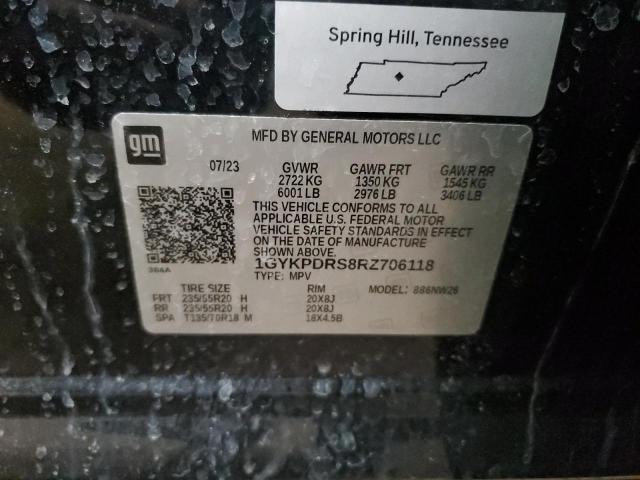 Spring Hill, Tennessee
gm
MFD BY GENERAL MOTORS LLC
07/23 GVWR GAWR FRT GAWR RR
2722 KG 1350 KG 1545 KG
6001 LB 2976 LB 3406 LB
THIS VEHICLE CONFORMS TO ALL
APPLICABLE U.S. FEDERAL MOTOR
VEHICLE SAFETY STANDARDS IN EFFECT
ON THE DATE OF MANUFACTURE
SHOWN ABOVE.
1GYKPDRS8RZ706118
TYPE: MPV MODEL: 6NW26
TIRE SIZE RIM
FRT 235/55R20 H 20X8J
RR 235/55R20 H 20X8J
SPA T135/70R18 M 18X4.5B